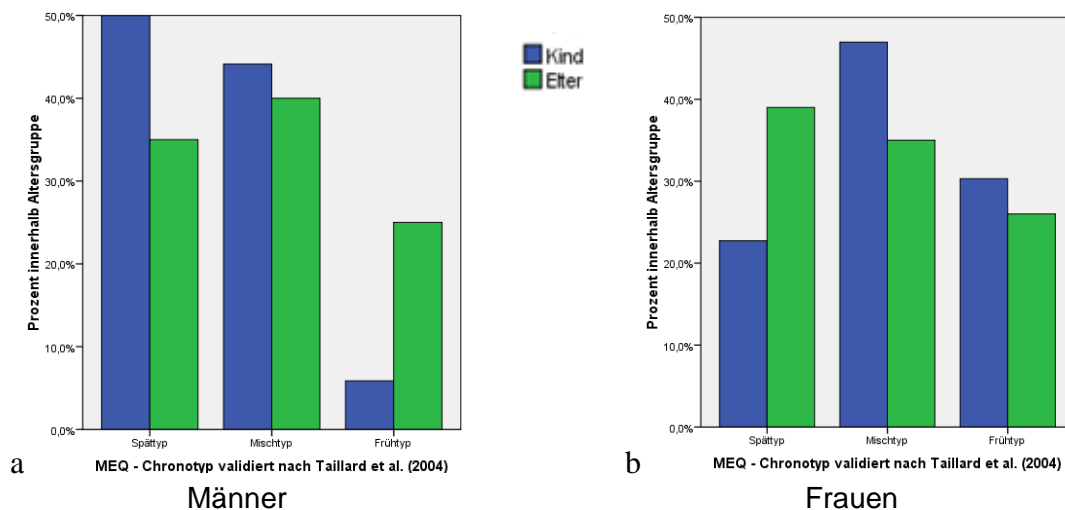 50,0%
40,0%
30,0%
20,0%
10,0%
0,0%
Prozent innerhalb Altersgruppe
Spättyp Mischtyp Frühtyp
MEQ - Chronotyp validiert nach Taillard et al. (2004)
a
Männer
Kind
Elter
50,0%
40,0%
30,0%
20,0%
10,0%
0,0%
Prozent innerhalb Altersgruppe
Spättyp Mischtyp Frühtyp
MEQ - Chronotyp validiert nach Taillard et al. (2004)
b
Frauen